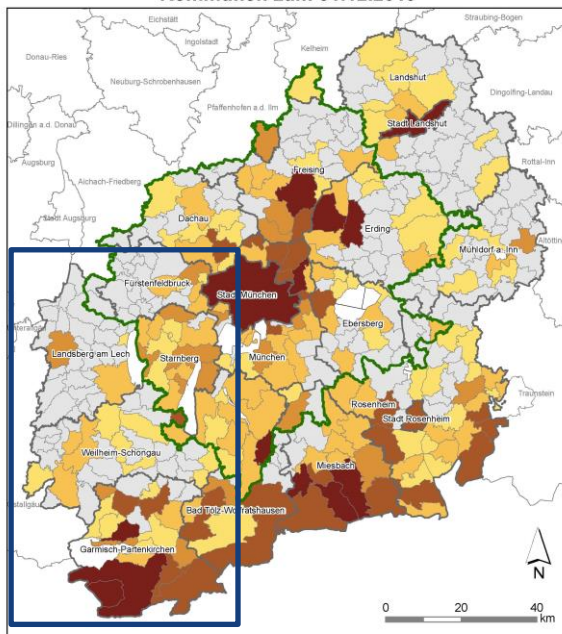 Eichstätt
Straubing-Bogen
Donau-Ries
Ingolstadt
Kelheim
Neuburg-Schrobenhausen
Landshut
Dingolfing-Landau
Pfaffenhofen a.d. Ilm
Stadt Landshut
Dillingen a.d. Donau
Rottal-Inn
Augsburg
Aichach-Friedberg
Freising
Stadt Augsburg
Dachau
Erding
Mühldorf a. Inn
Fürstenfeldbruck
Stadt München
Ebersberg
Landsberg am Lech
Starnberg
München
Traunstein
Rosenheim
Stadt Rosenheim
Weilheim-Schongau
Miesbach
Bad Tölz-Wolfratshausen
Garmisch-Partenkirchen
N
0 20 40
km